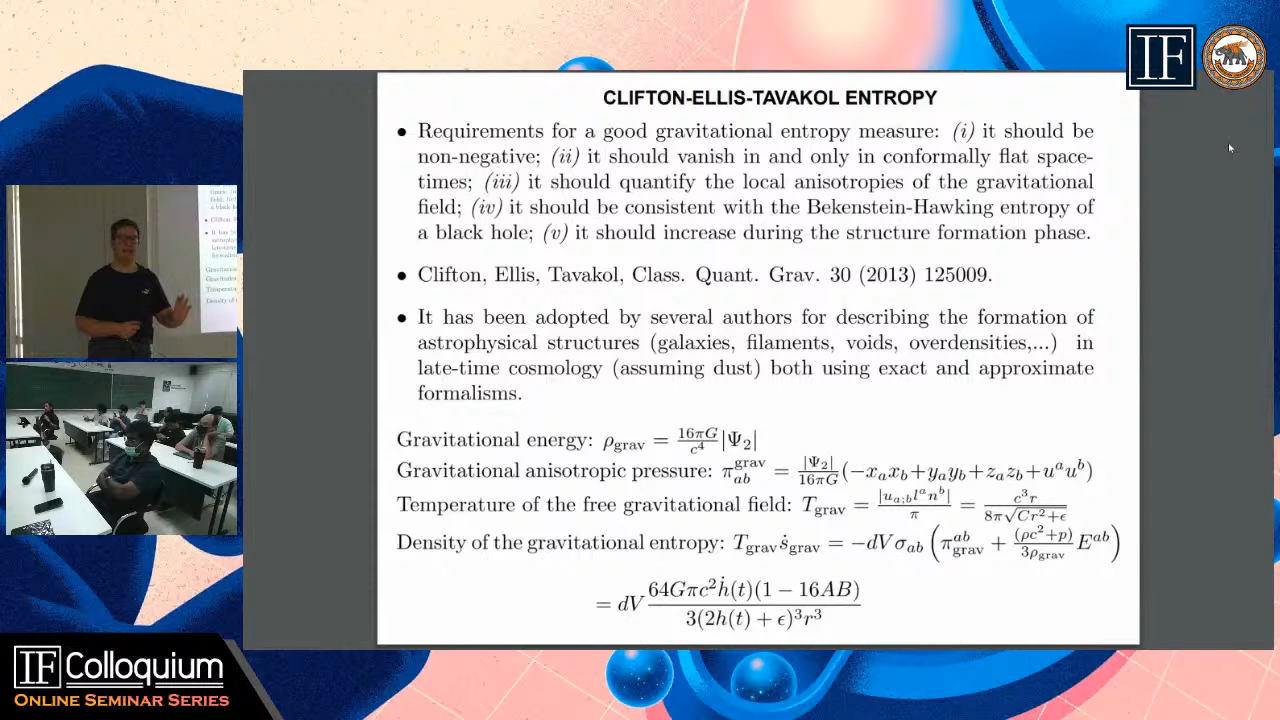 IF
CLIFTON-ELLIS-TAVAKOL ENTROPY
• Requirements for a good gravitational entropy measure: (i) it should be
non-negative; (ii) it should vanish in and only in conformally flat space-
times; (iii) it should quantify the local anisotropies of the gravitational
field; (iv) it should be consistent with the Bekenstein-Hawking entropy of
a black hole; (v) it should increase during the structure formation phase.
• Clifton, Ellis, Tavakol, Class. Quant. Grav. 30 (2013) 125009.
• It has been adopted by several authors for describing the formation of
astrophysical structures (galaxies, filaments, voids, overdensities,...) in
late-time cosmology (assuming dust) both using exact and approximate
formalisms.
Gravitational energy: ρ_grav = 16πG/c⁴ |Ψ₂|
Gravitational anisotropic pressure: π_ab^grav = |Ψ₂|/16πG (−x_a x_b + y_a y_b + z_a z_b + u^a u^b)
Temperature of the free gravitational field: T_grav = |u_{a;b} l^a n^b|/π = c³r/(8π√(Cr²+ϵ))
Density of the gravitational entropy: T_grav ṡ_grav = −dV σ_ab (π^ab_grav + (ρc²+p)/(3ρ_grav) E^ab)
= dV 64Gπc²ḣ(t)(1 − 16AB)/(3(2h(t) + ϵ)³r³)
IF Colloquium
ONLINE SEMINAR SERIES